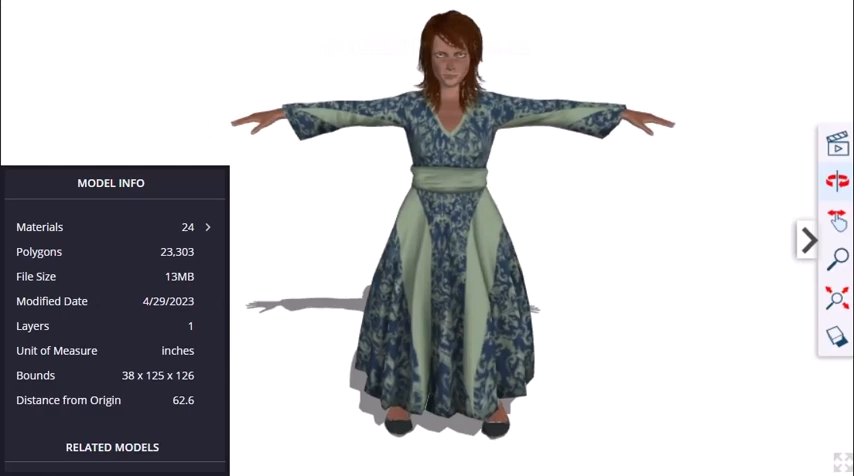 MODEL INFO
Materials 24
Polygons 23,303
File Size 13MB
Modified Date 4/29/2023
Layers 1
Unit of Measure inches
Bounds 38 x 125 x 126
Distance from Origin 62.6
RELATED MODELS